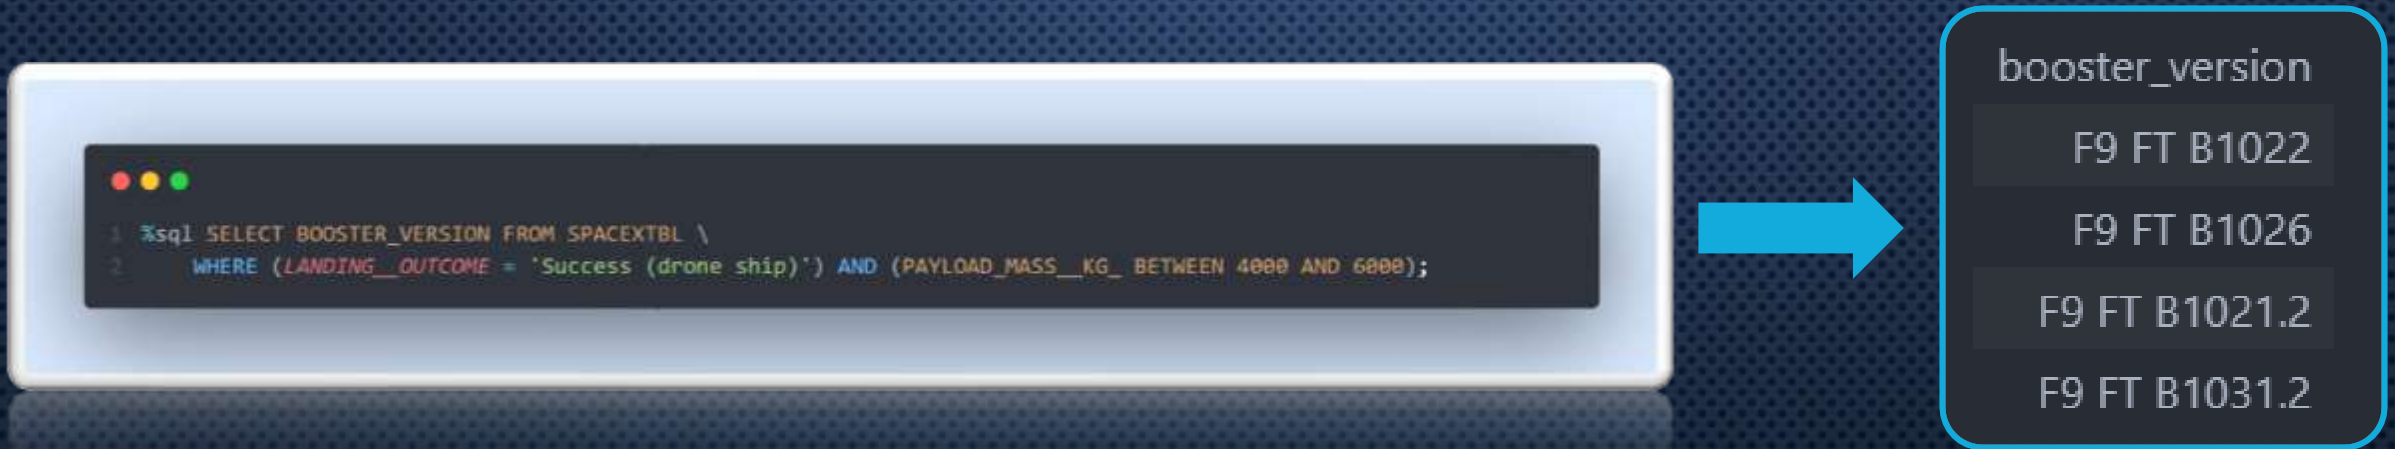 1 %sql SELECT BOOSTER_VERSION FROM SPACEXTBL \
2 WHERE (LANDING__OUTCOME = 'Success (drone ship)') AND (PAYLOAD_MASS__KG_ BETWEEN 4000 AND 6000);
booster_version
F9 FT B1022
F9 FT B1026
F9 FT B1021.2
F9 FT B1031.2